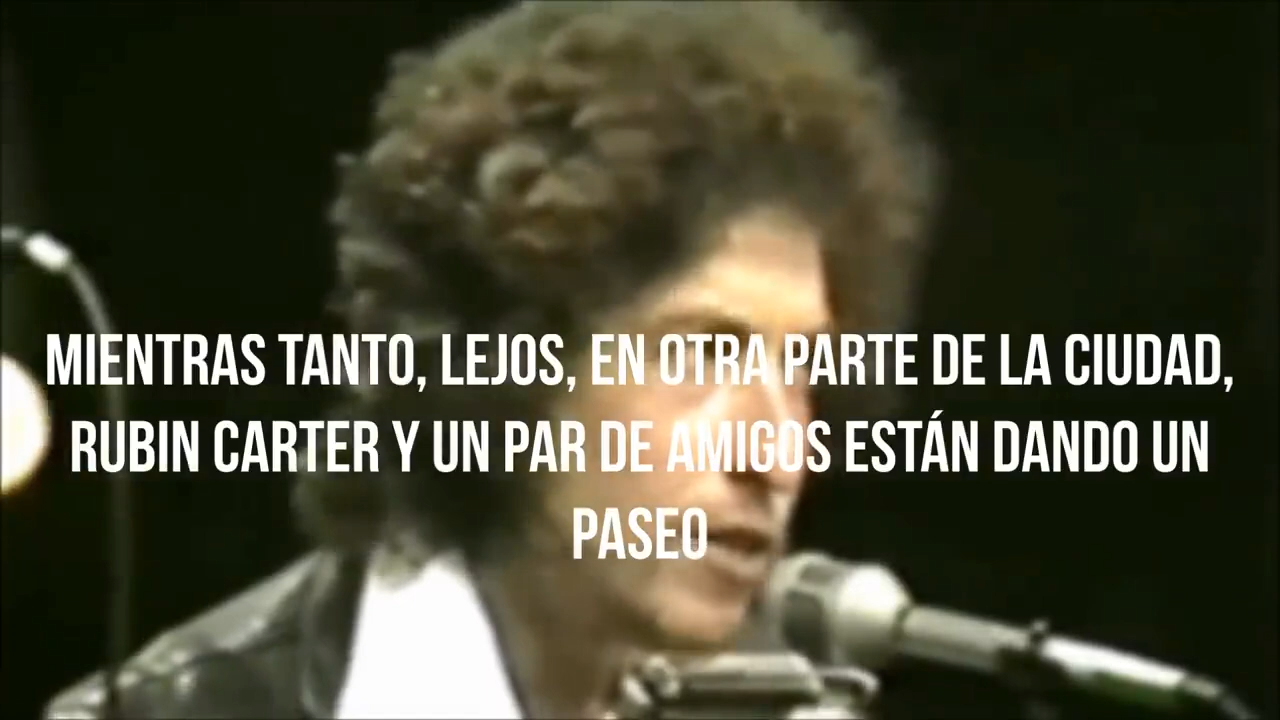 MIENTRAS TANTO, LEJOS, EN OTRA PARTE DE LA CIUDAD,
RUBIN CARTER Y UN PAR DE AMIGOS ESTÁN DANDO UN
PASEO